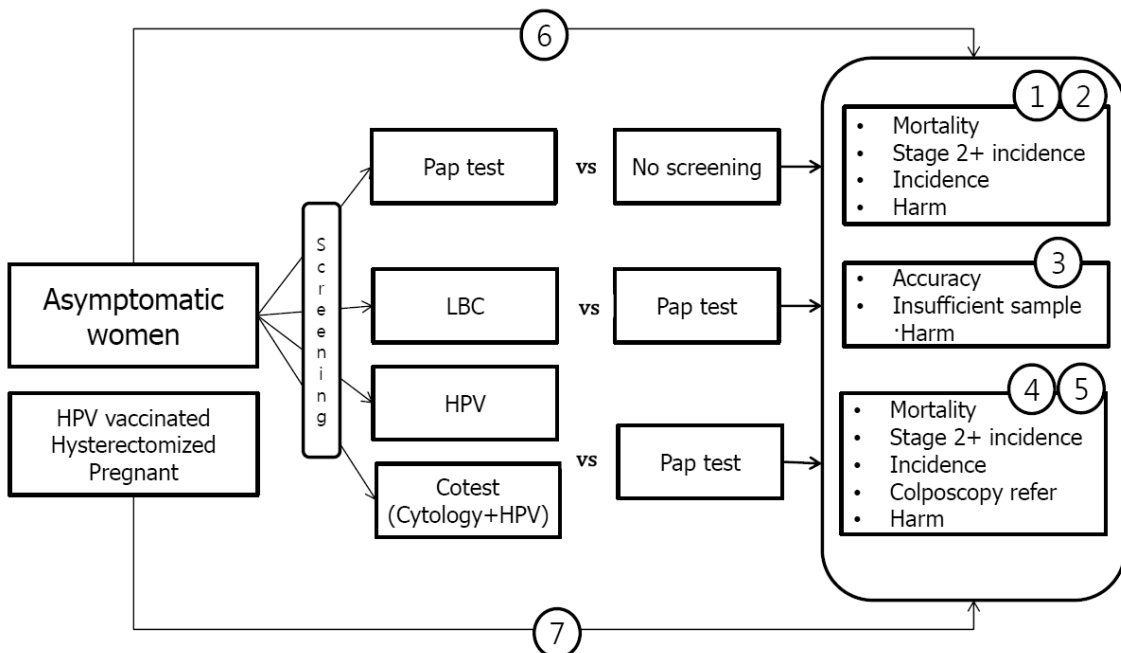 6
1 2
• Mortality
• Stage 2+ incidence
• Incidence
• Harm
Pap test
vs
No screening
Screening
3
• Accuracy
• Insufficient sample
·Harm
Asymptomatic
women
LBC
vs
Pap test
HPV vaccinated
Hysterectomized
Pregnant
HPV
Cotest
(Cytology+HPV)
vs
Pap test
4 5
• Mortality
• Stage 2+ incidence
• Incidence
• Colposcopy refer
• Harm
7